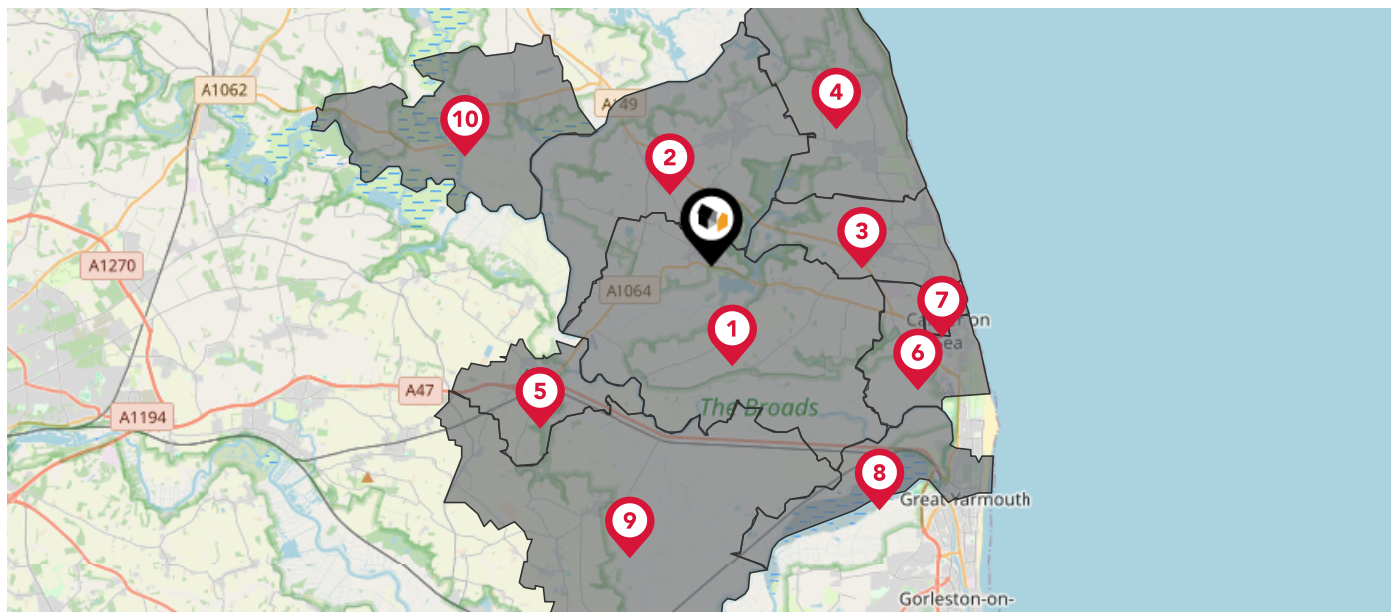 A1062
A149
4
10
2
3
A1270
A1064
7
1
6
A47
5
The Broads
A1194
8
Great Yarmouth
9
Gorleston-on-